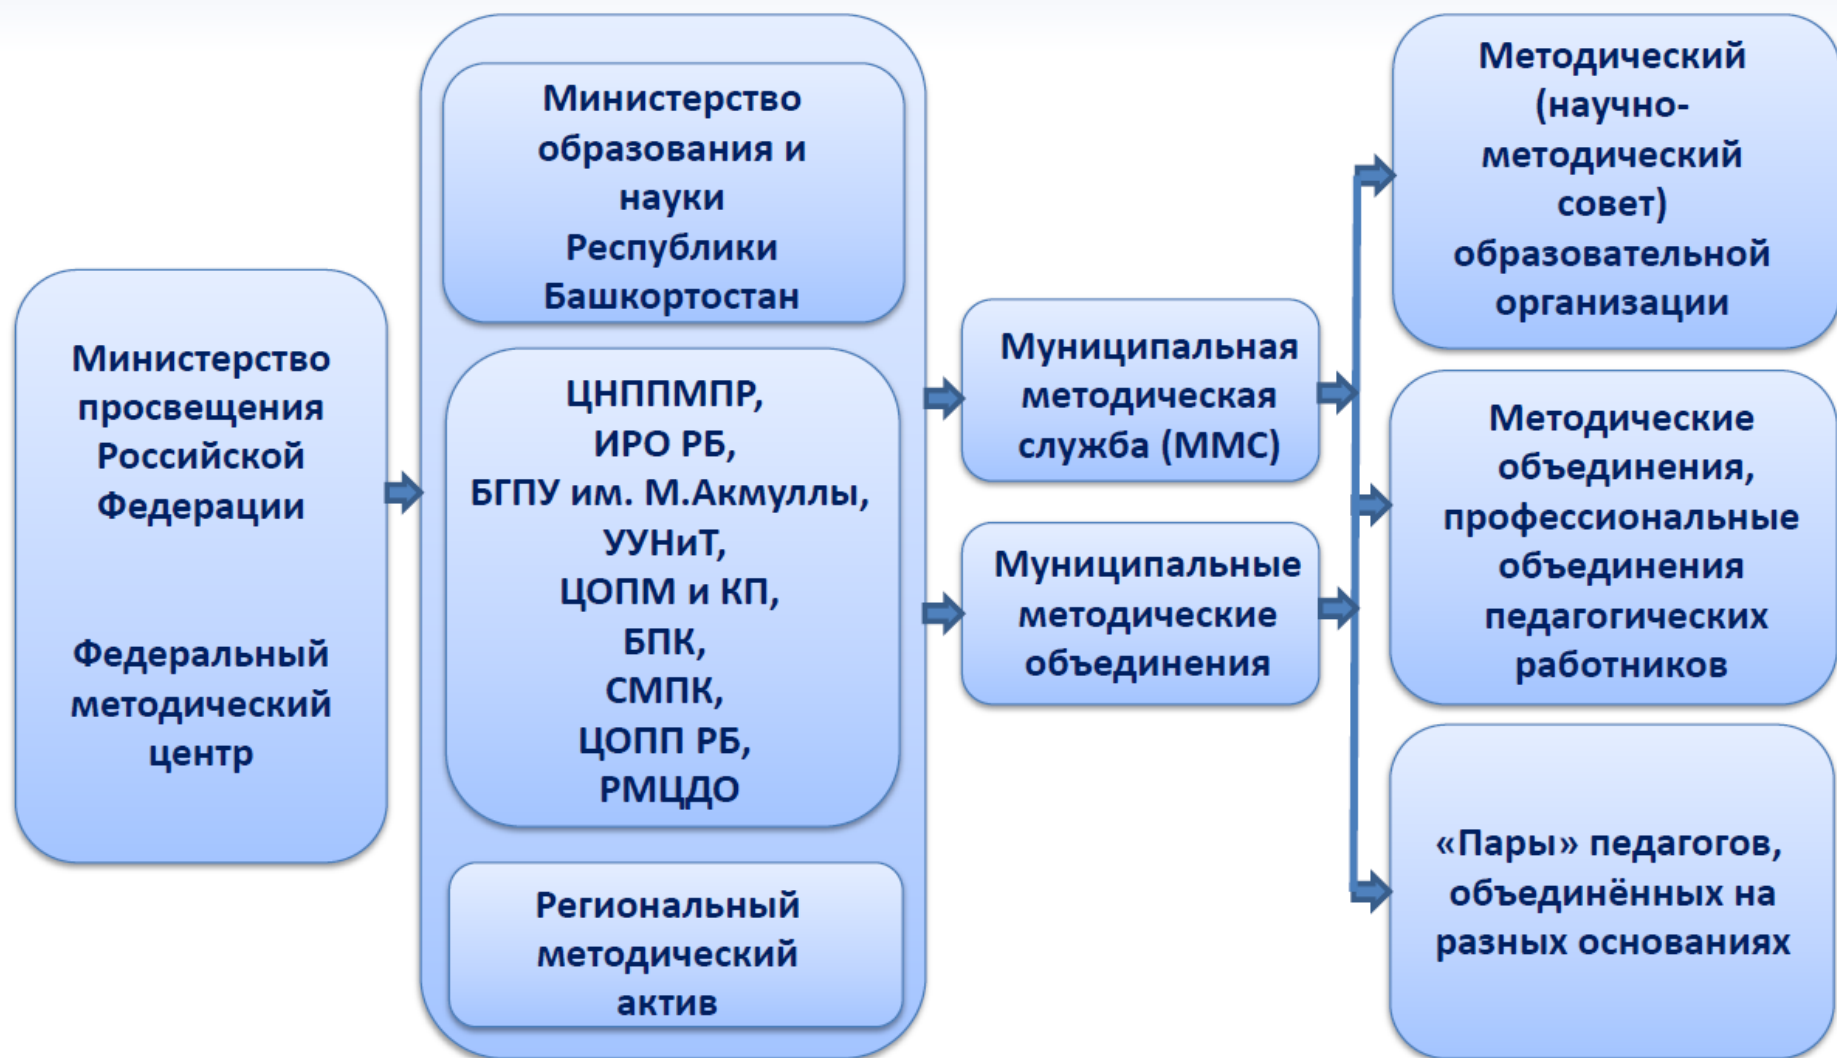 Министерство
просвещения
Российской
Федерации
Федеральный
методический
центр
Министерство
образования и
науки
Республики
Башкортостан
ЦНППМПР,
ИРО РБ,
БГПУ им. М.Акмуллы,
УУНиТ,
ЦОПМ и КП,
БПК,
СМПК,
ЦОПП РБ,
РМЦДО
Региональный
методический
актив
Муниципальная
методическая
служба (ММС)
Муниципальные
методические
объединения
Методический
(научно-
методический
совет)
образовательной
организации
Методические
объединения,
профессиональные
объединения
педагогических
работников
«Пары» педагогов,
объединённых на
разных основаниях